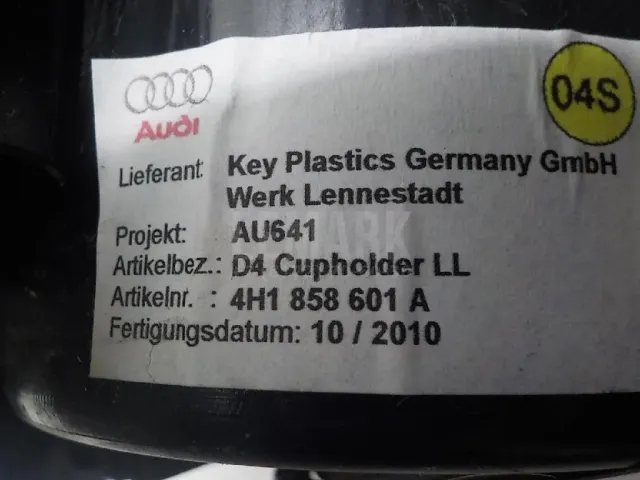 Audi
04S
Lieferant: Key Plastics Germany GmbH
Werk Lennestadt
Projekt: AU641
Artikelbez.: D4 Cupholder LL
Artikelnr. : 4H1 858 601 A
Fertigungsdatum: 10 / 2010